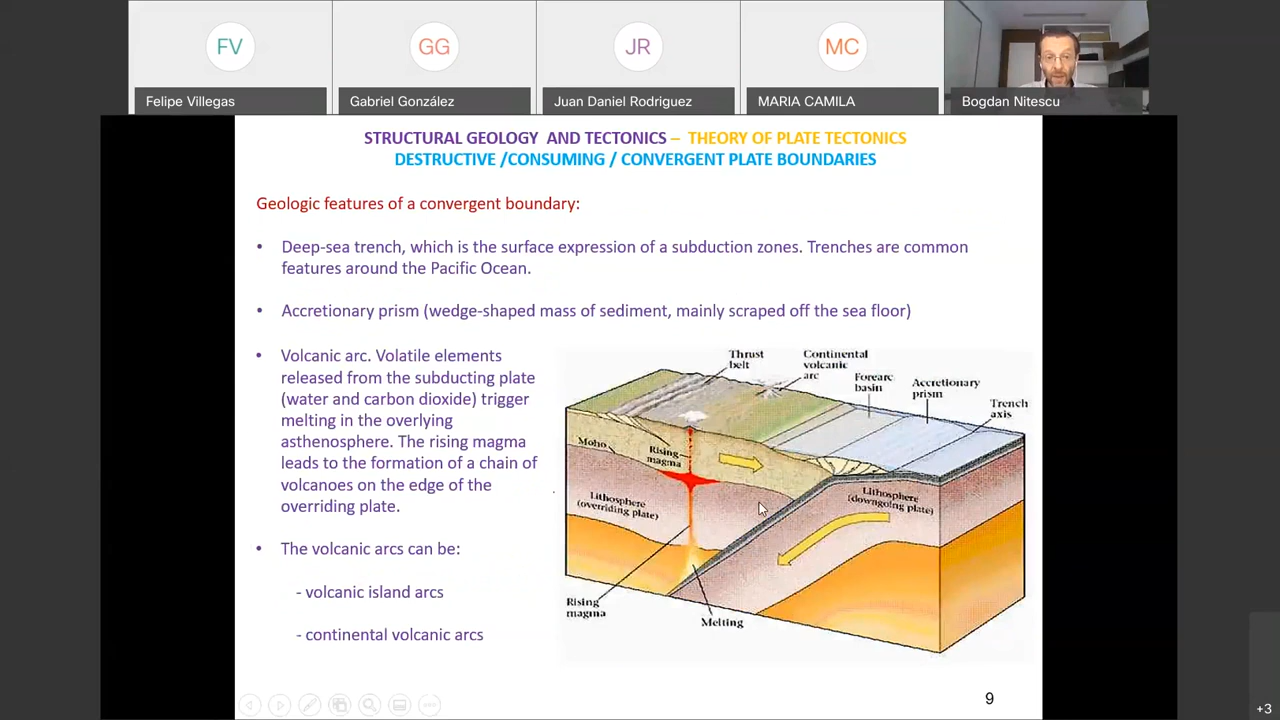 FV
GG
JR
MC
Felipe Villegas
Gabriel González
Juan Daniel Rodriguez
MARIA CAMILA
Bogdan Nitescu
STRUCTURAL GEOLOGY AND TECTONICS – THEORY OF PLATE TECTONICS
DESTRUCTIVE /CONSUMING / CONVERGENT PLATE BOUNDARIES
Geologic features of a convergent boundary:
• Deep-sea trench, which is the surface expression of a subduction zones. Trenches are common
features around the Pacific Ocean.
• Accretionary prism (wedge-shaped mass of sediment, mainly scraped off the sea floor)
• Volcanic arc. Volatile elements
released from the subducting plate
(water and carbon dioxide) trigger
melting in the overlying
asthenosphere. The rising magma
leads to the formation of a chain of
volcanoes on the edge of the
overriding plate.
• The volcanic arcs can be:
- volcanic island arcs
- continental volcanic arcs
Thrust
belt
Continental
volcanic
arc
Forearc
basin
Accretionary
prism
Trench
axis
Moho
Rising
magma
Lithosphere
(overriding plate)
Lithosphere
(downgoing plate)
Rising
magma
Melting
9
+3